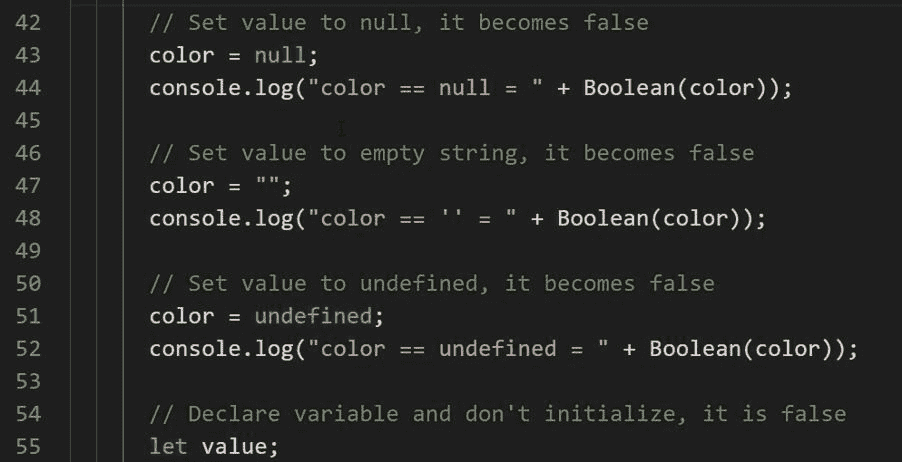 42 // Set value to null, it becomes false
43 color = null;
44 console.log("color == null = " + Boolean(color));
45
46 // Set value to empty string, it becomes false
47 color = "";
48 console.log("color == '' = " + Boolean(color));
49
50 // Set value to undefined, it becomes false
51 color = undefined;
52 console.log("color == undefined = " + Boolean(color));
53
54 // Declare variable and don't initialize, it is false
55 let value;